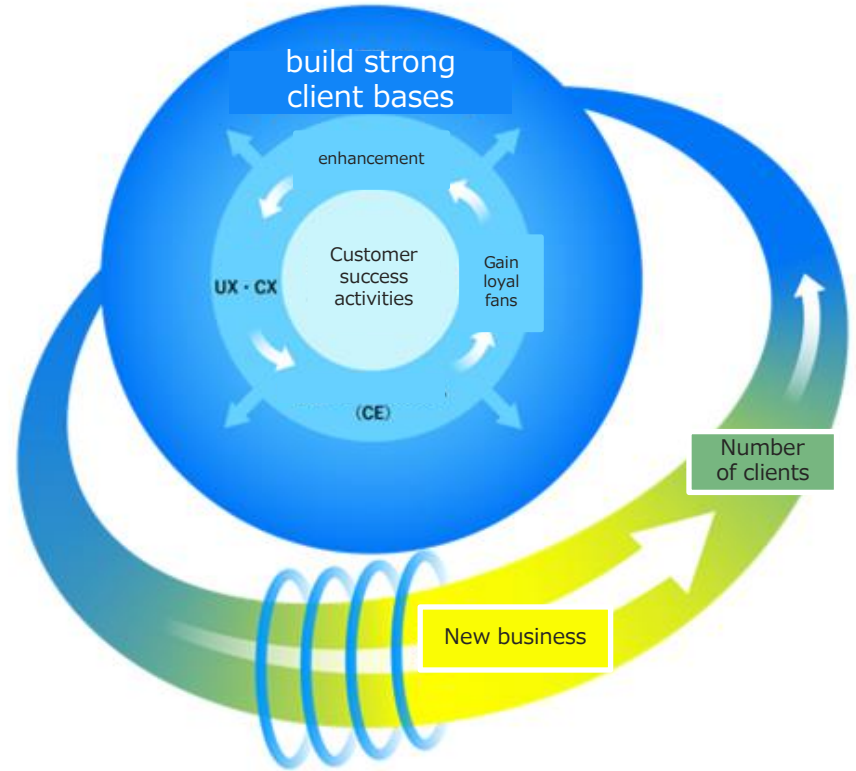 build strong
client bases
enhancement
Customer
success
activities
Gain
loyal
fans
UX・CX
(CE)
Number
of clients
New business